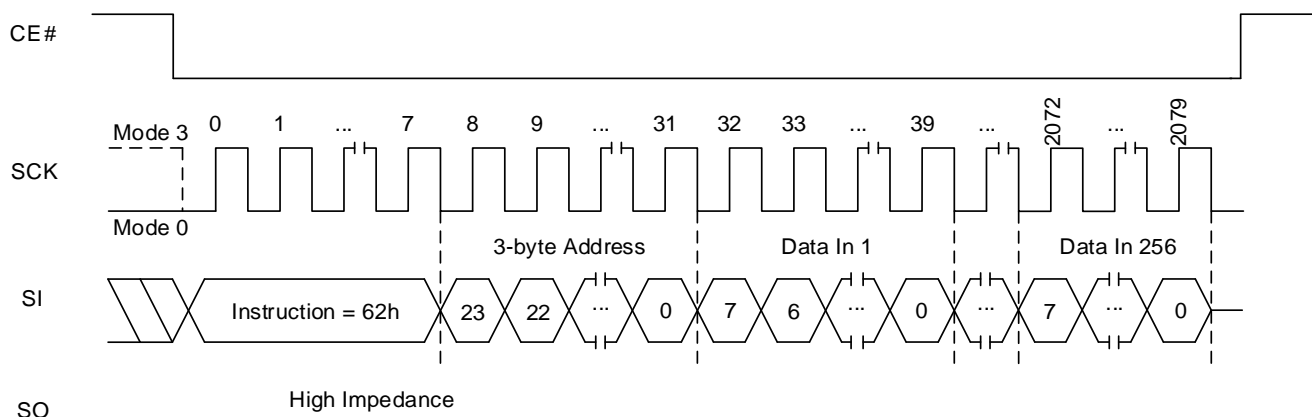 CE#
Mode 3 0 1 ... 7 8 9 ... 31 32 33 ... 39 ... 2072 ... 2079
SCK
Mode 0
3-byte Address Data In 1 Data In 256
SI Instruction = 62h 23 22 ... 0 7 6 ... 0 ... 7 ... 0
High Impedance
SO